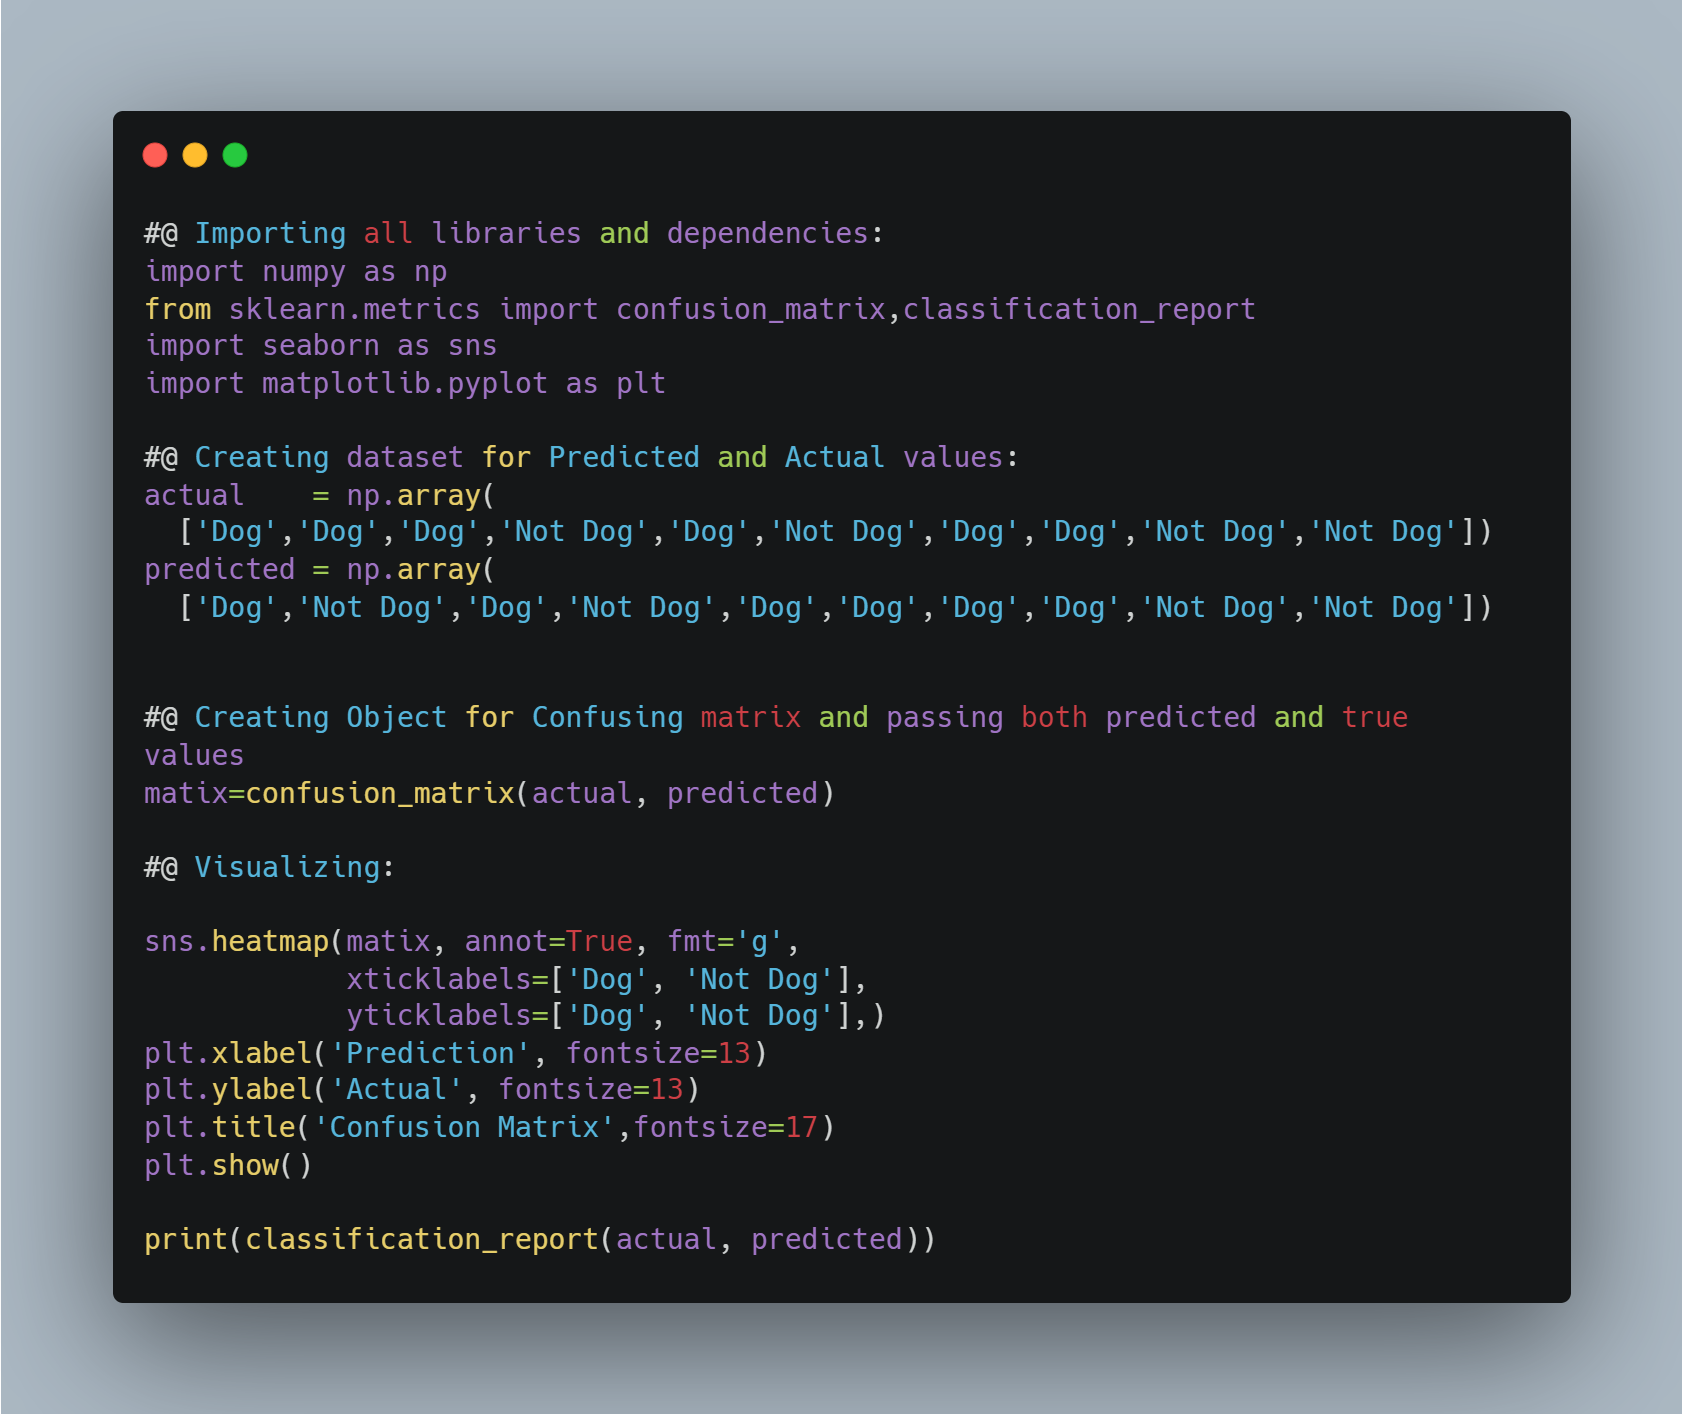 #@ Importing all libraries and dependencies:
import numpy as np
from sklearn.metrics import confusion_matrix,classification_report
import seaborn as sns
import matplotlib.pyplot as plt

#@ Creating dataset for Predicted and Actual values:
actual    = np.array(
  ['Dog','Dog','Dog','Not Dog','Dog','Not Dog','Dog','Dog','Not Dog','Not Dog'])
predicted = np.array(
  ['Dog','Not Dog','Dog','Not Dog','Dog','Dog','Dog','Dog','Not Dog','Not Dog'])

#@ Creating Object for Confusing matrix and passing both predicted and true
values
matix=confusion_matrix(actual, predicted)

#@ Visualizing:

sns.heatmap(matix, annot=True, fmt='g',
            xticklabels=['Dog', 'Not Dog'],
            yticklabels=['Dog', 'Not Dog'],)
plt.xlabel('Prediction', fontsize=13)
plt.ylabel('Actual', fontsize=13)
plt.title('Confusion Matrix',fontsize=17)
plt.show()

print(classification_report(actual, predicted))